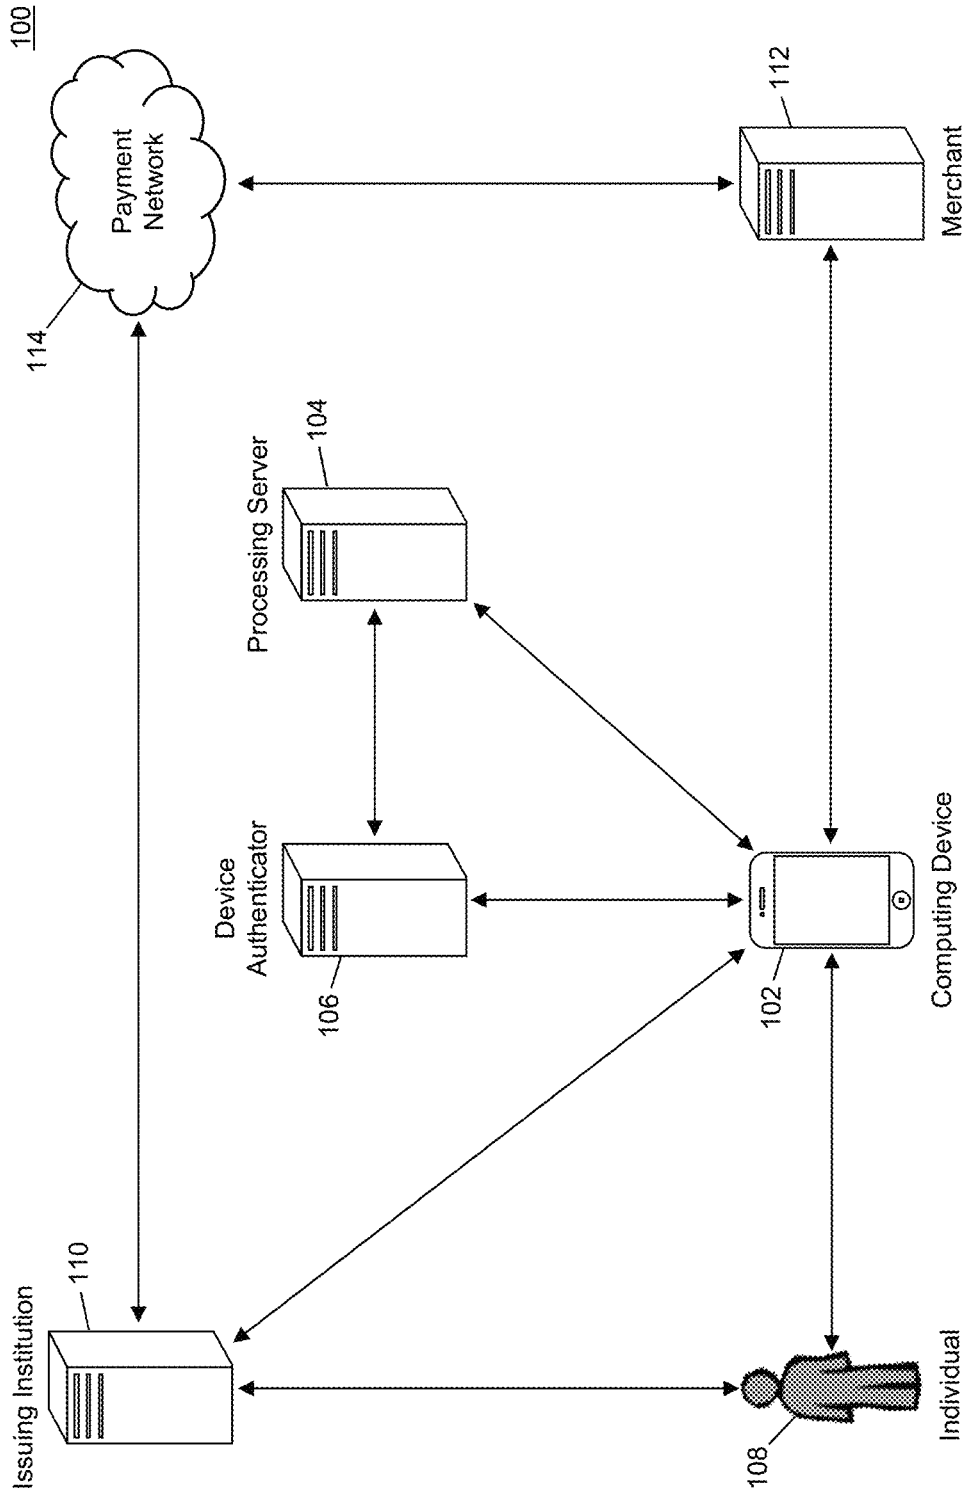 100
Issuing Institution
110
114
Payment
Network
Device
Authenticator
106
Processing Server
104
108
Individual
102
Computing Device
112
Merchant